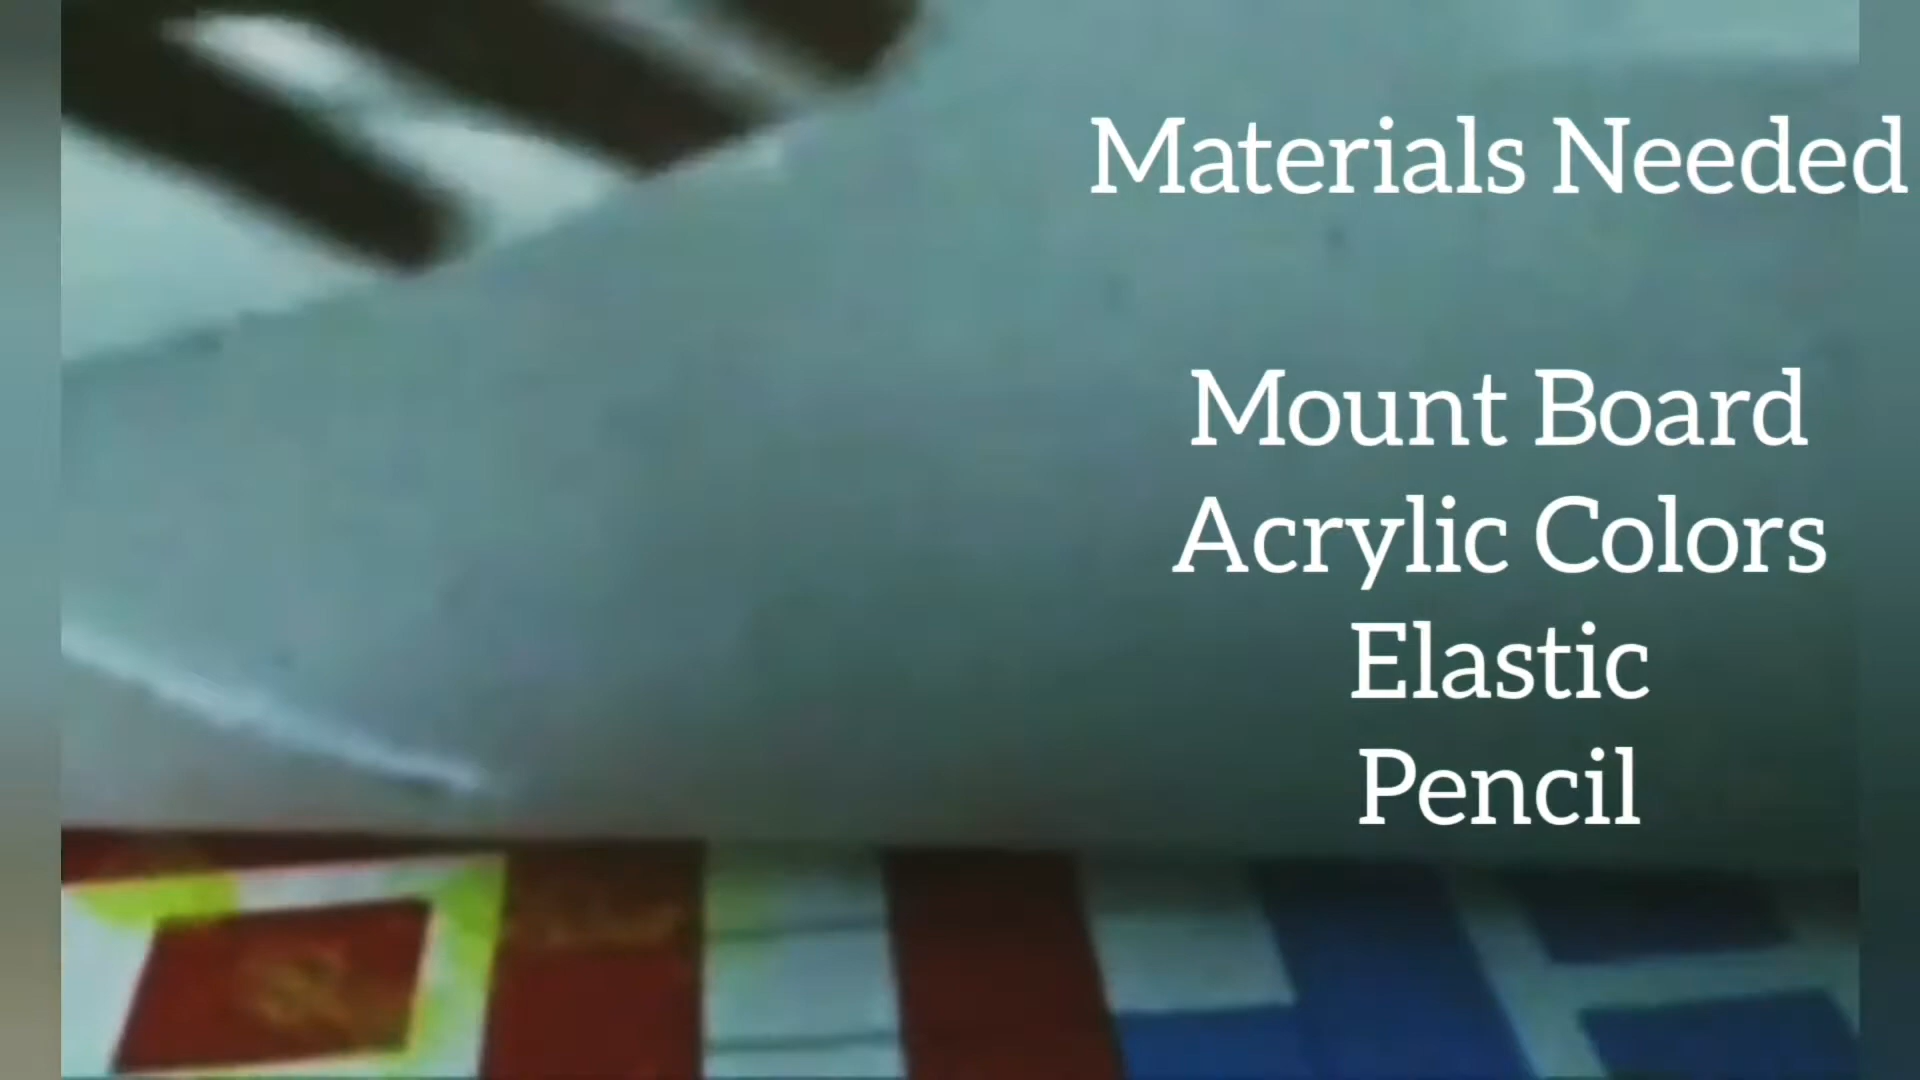 Materials Needed
Mount Board
Acrylic Colors
Elastic
Pencil